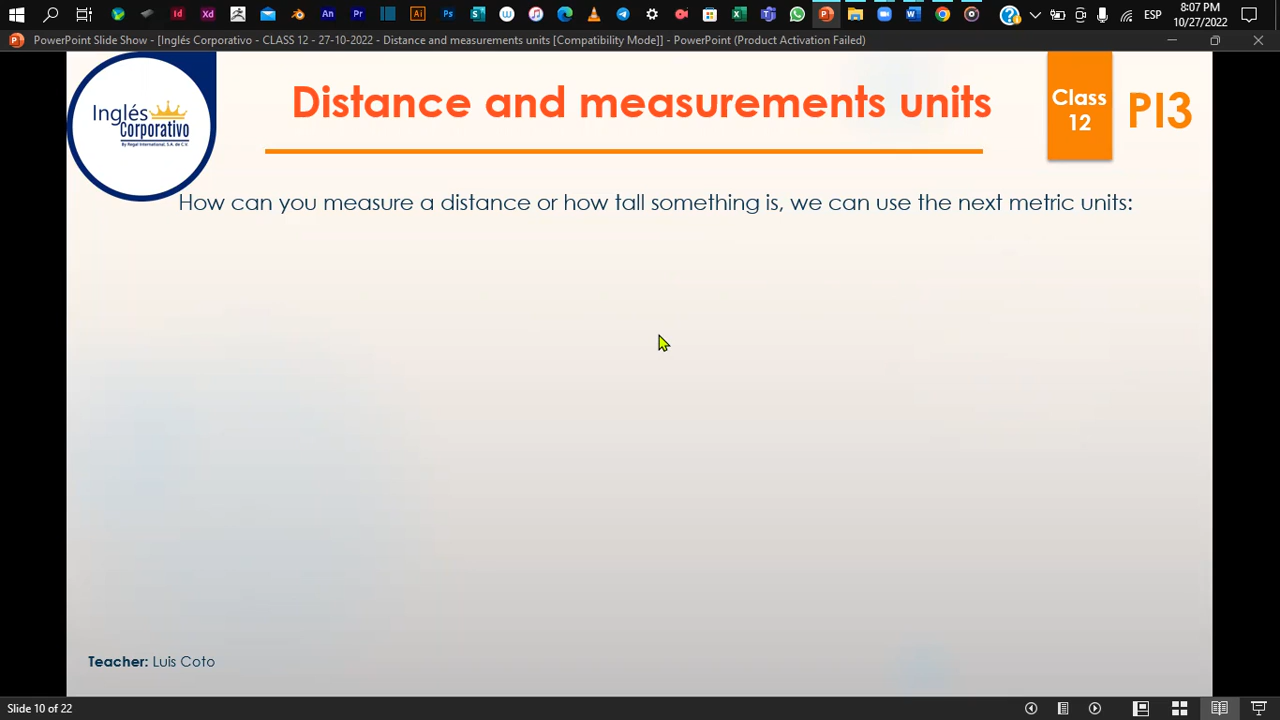 8:07 PM
ESP
10/27/2022
PowerPoint Slide Show - [Inglés Corporativo - CLASS 12 - 27-10-2022 - Distance and measurements units [Compatibility Mode]] - PowerPoint (Product Activation Failed)
Inglés
Corporativo
By Regal International, S.A. de C.V.
Distance and measurements units
Class
12
PI3
How can you measure a distance or how tall something is, we can use the next metric units:
Teacher: Luis Coto
Slide 10 of 22